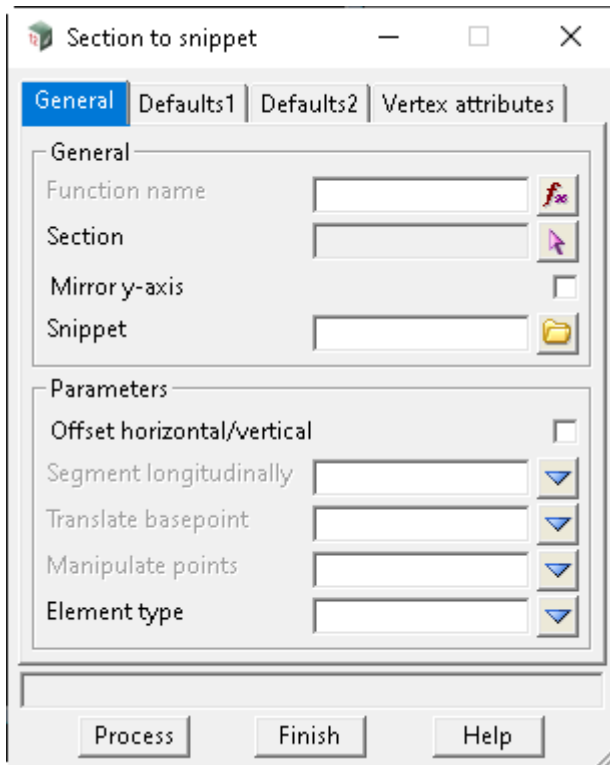 Section to snippet
General Defaults1 Defaults2 Vertex attributes
General
Function name
Section
Mirror y-axis
Snippet
Parameters
Offset horizontal/vertical
Segment longitudinally
Translate basepoint
Manipulate points
Element type
Process Finish Help